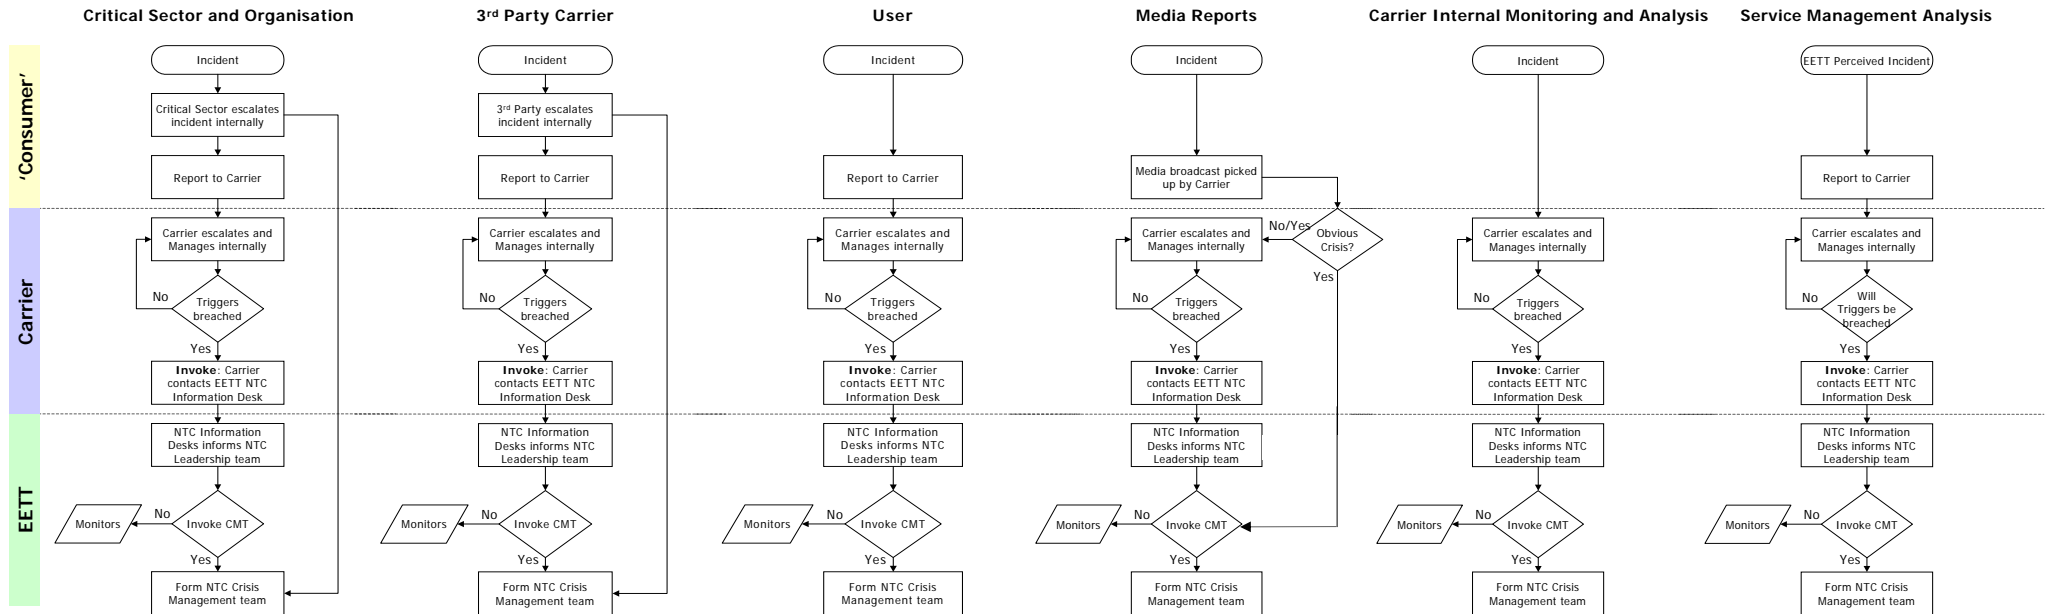 Critical Sector and Organisation
3rd Party Carrier
User
Media Reports
Carrier Internal Monitoring and Analysis
Service Management Analysis
'Consumer'
Carrier
EETT
Incident
Critical Sector escalates
incident internally
Report to Carrier
Carrier escalates and
Manages internally
No
Triggers
breached
Yes
Invoke: Carrier
contacts EETT NTC
Information Desk
NTC Information
Desks informs NTC
Leadership team
Monitors
No
Invoke CMT
Yes
Form NTC Crisis
Management team
Incident
3rd Party escalates
incident internally
Report to Carrier
Carrier escalates and
Manages internally
No
Triggers
breached
Yes
Invoke: Carrier
contacts EETT NTC
Information Desk
NTC Information
Desks informs NTC
Leadership team
Monitors
No
Invoke CMT
Yes
Form NTC Crisis
Management team
Incident
Report to Carrier
Carrier escalates and
Manages internally
No
Triggers
breached
Yes
Invoke: Carrier
contacts EETT NTC
Information Desk
NTC Information
Desks informs NTC
Leadership team
Monitors
No
Invoke CMT
Yes
Form NTC Crisis
Management team
Incident
Media broadcast picked
up by Carrier
No/Yes
Obvious
Crisis?
Yes
Carrier escalates and
Manages internally
No
Triggers
breached
Yes
Invoke: Carrier
contacts EETT NTC
Information Desk
NTC Information
Desks informs NTC
Leadership team
Monitors
No
Invoke CMT
Yes
Form NTC Crisis
Management team
Incident
Carrier escalates and
Manages internally
No
Triggers
breached
Yes
Invoke: Carrier
contacts EETT NTC
Information Desk
NTC Information
Desks informs NTC
Leadership team
Monitors
No
Invoke CMT
Yes
Form NTC Crisis
Management team
EETT Perceived Incident
Report to Carrier
Carrier escalates and
Manages internally
No
Will
Triggers be
breached
Yes
Invoke: Carrier
contacts EETT NTC
Information Desk
NTC Information
Desks informs NTC
Leadership team
Monitors
No
Invoke CMT
Yes
Form NTC Crisis
Management team